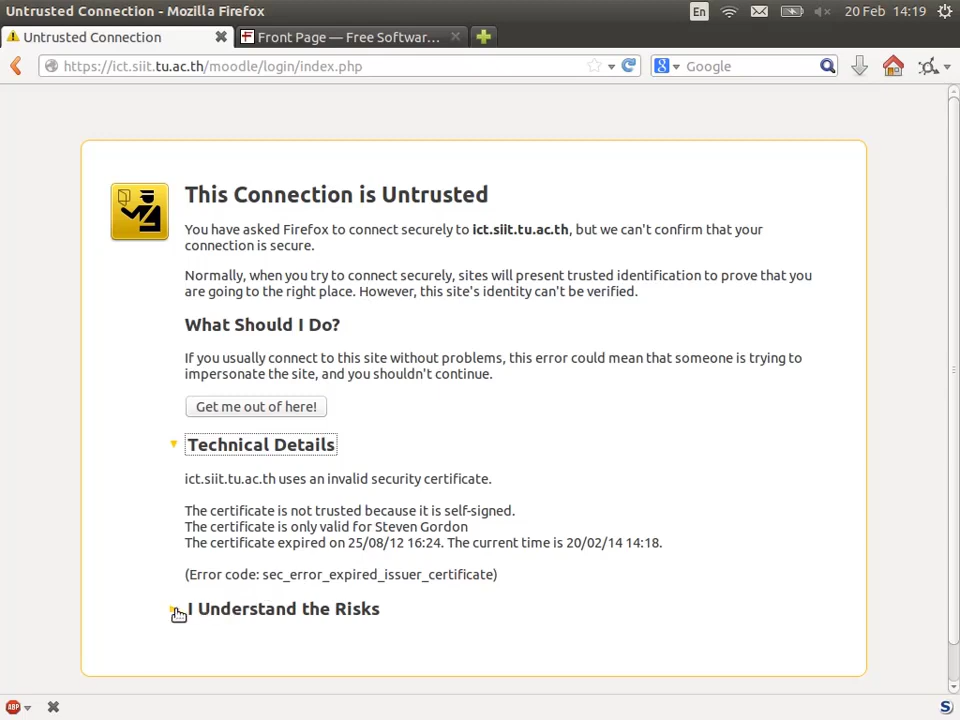 Untrusted Connection - Mozilla Firefox
En
20 Feb 14:19
Untrusted Connection
Front Page — Free Softwar...
https://ict.siit.tu.ac.th/moodle/login/index.php
8
Google
This Connection is Untrusted
You have asked Firefox to connect securely to ict.siit.tu.ac.th, but we can't confirm that your
connection is secure.
Normally, when you try to connect securely, sites will present trusted identification to prove that you
are going to the right place. However, this site's identity can't be verified.
What Should I Do?
If you usually connect to this site without problems, this error could mean that someone is trying to
impersonate the site, and you shouldn't continue.
Get me out of here!
Technical Details
ict.siit.tu.ac.th uses an invalid security certificate.
The certificate is not trusted because it is self-signed.
The certificate is only valid for Steven Gordon
The certificate expired on 25/08/12 16:24. The current time is 20/02/14 14:18.
(Error code: sec_error_expired_issuer_certificate)
I Understand the Risks
ABP
S